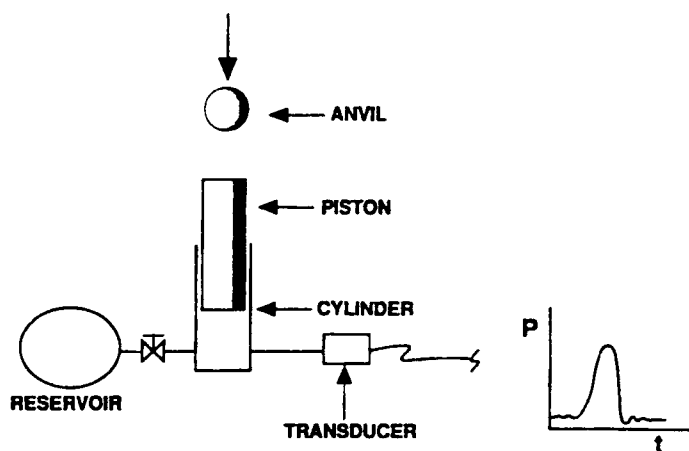 ANVIL
PISTON
CYLINDER
RESERVOIR
TRANSDUCER
P
t